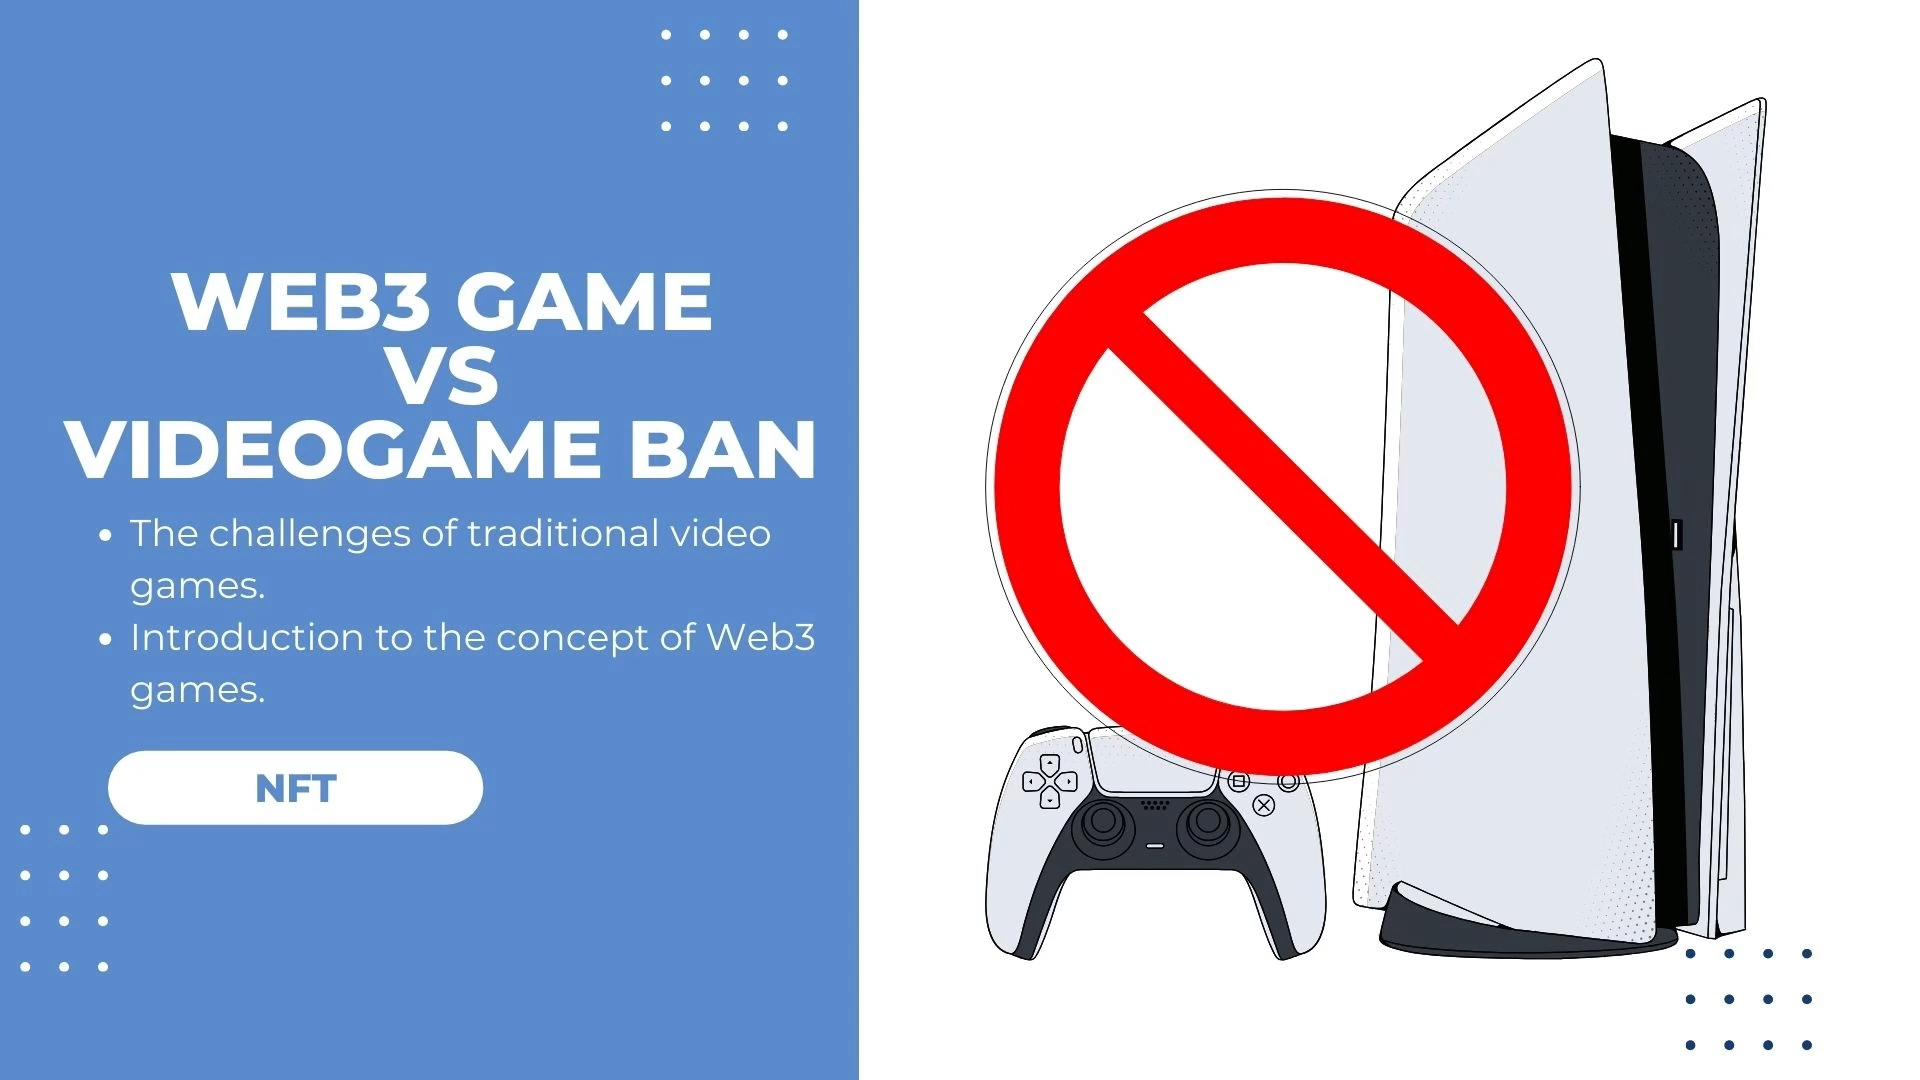 WEB3 GAME
VS
VIDEOGAME BAN
• The challenges of traditional video
games.
• Introduction to the concept of Web3
games.
NFT